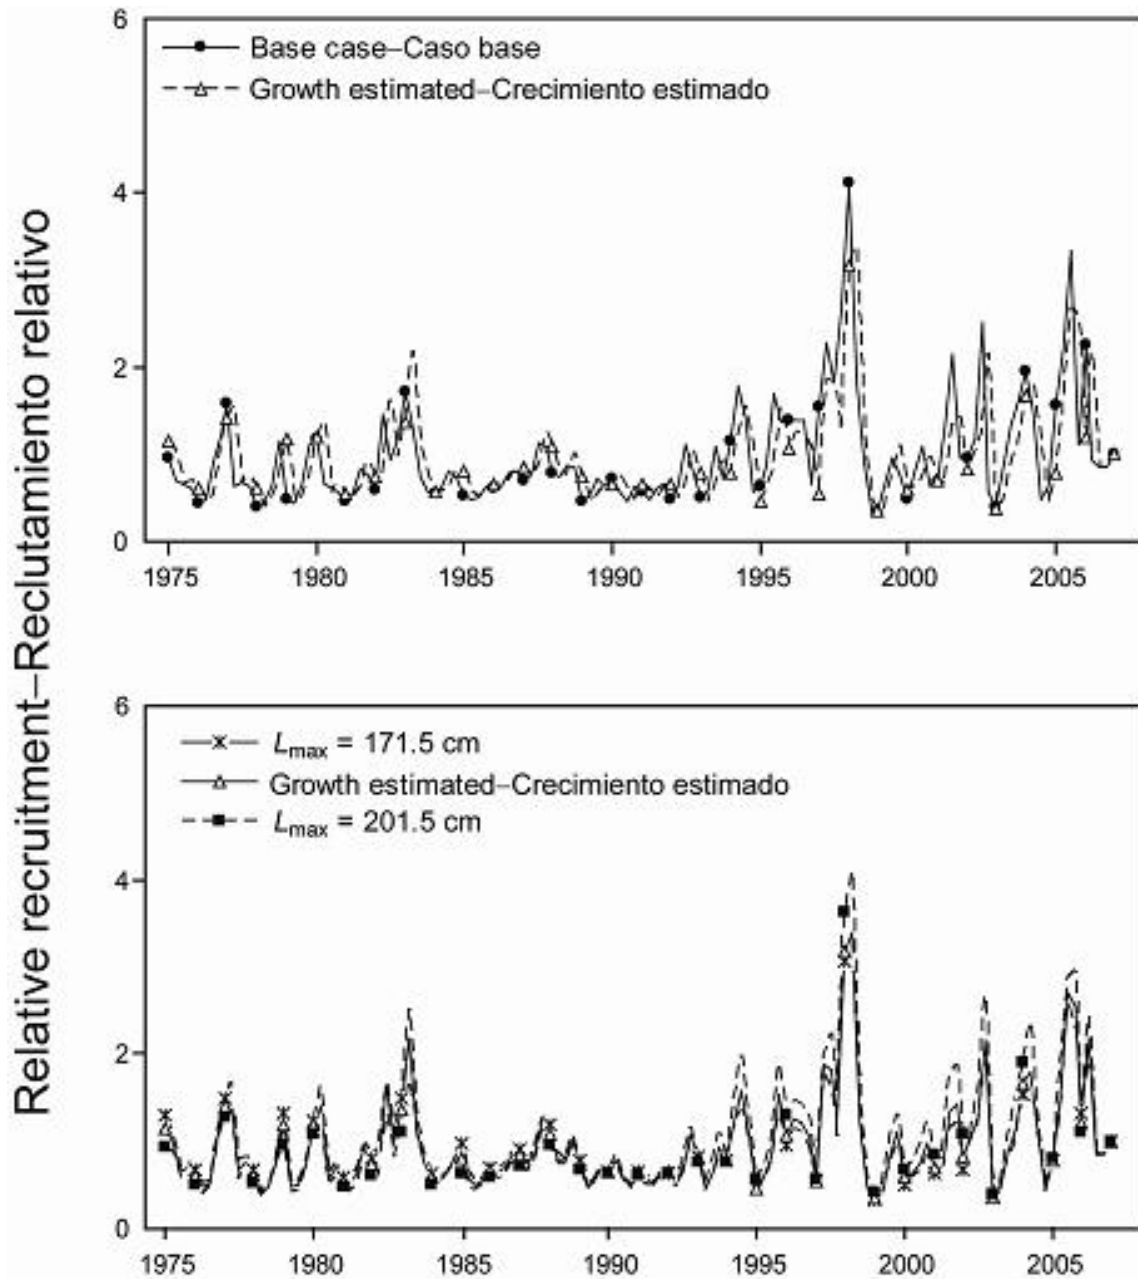 Relative recruitment–Reclutamiento relativo
6
Base case–Caso base
Growth estimated–Crecimiento estimado
4
2
0
1975 1980 1985 1990 1995 2000 2005
6
Lmax = 171.5 cm
Growth estimated–Crecimiento estimado
Lmax = 201.5 cm
4
2
0
1975 1980 1985 1990 1995 2000 2005